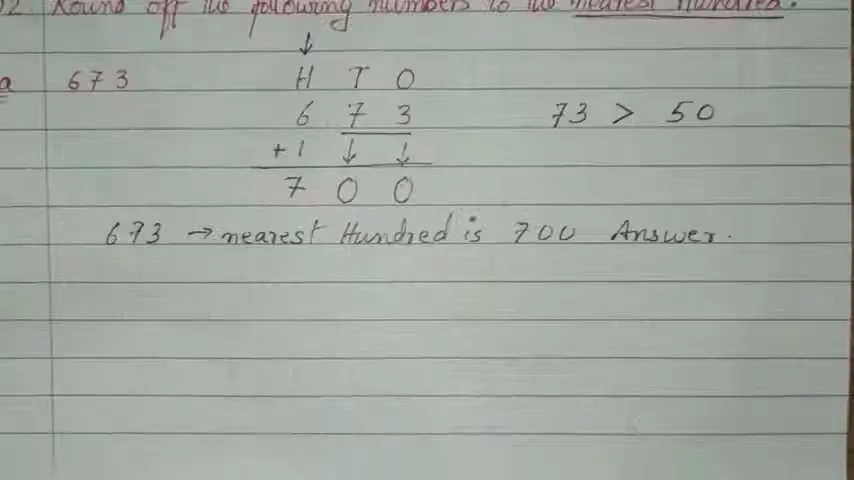 Q2 Round off the following numbers to the nearest Hundred.
↓
a 673 H T O
6 7 3 73 > 50
+1 ↓ ↓
7 0 0
673 → nearest Hundred is 700 Answer.